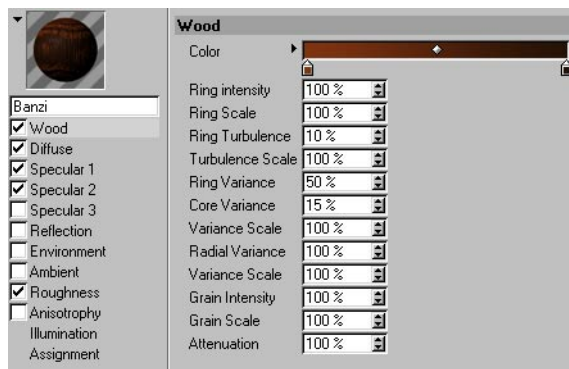 Banzi
Wood
Diffuse
Specular 1
Specular 2
Specular 3
Reflection
Environment
Ambient
Roughness
Anisotrophy
Illumination
Assignment
Wood
Color
Ring intensity 100 %
Ring Scale 100 %
Ring Turbulence 10 %
Turbulence Scale 100 %
Ring Variance 50 %
Core Variance 15 %
Variance Scale 100 %
Radial Variance 100 %
Variance Scale 100 %
Grain Intensity 100 %
Grain Scale 100 %
Attenuation 100 %